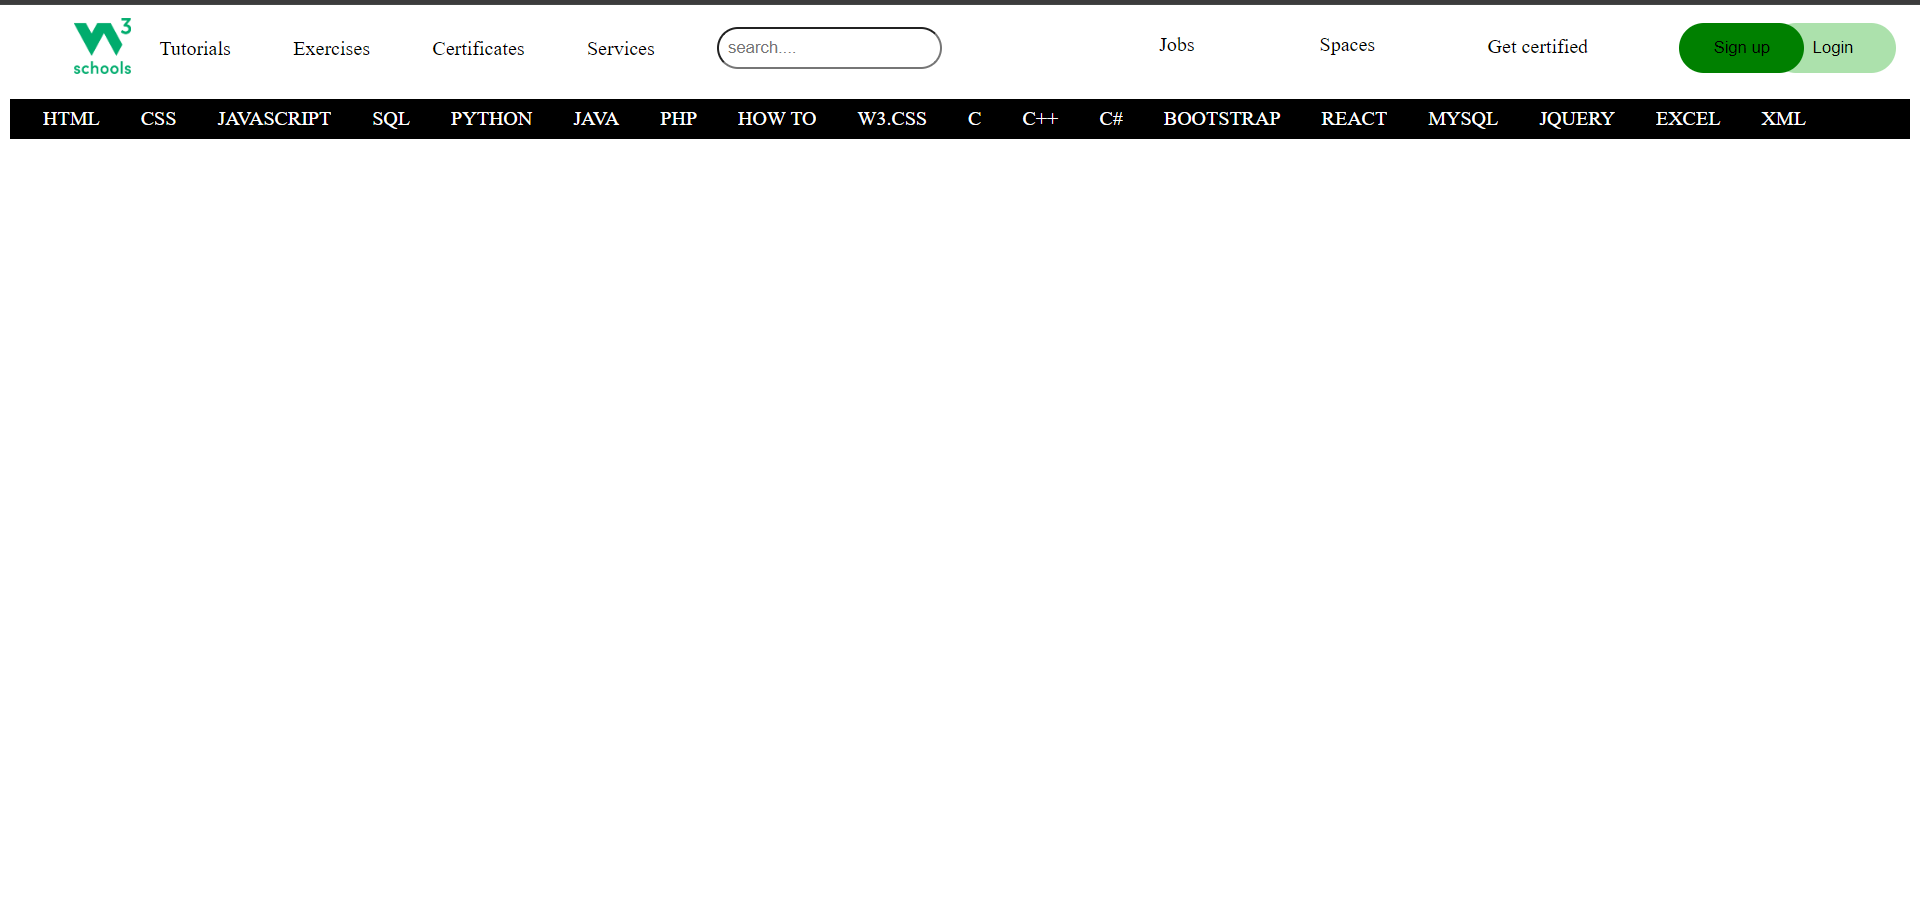 W3 schools Tutorials Exercises Certificates Services search.... Jobs Spaces Get certified Sign up Login
HTML CSS JAVASCRIPT SQL PYTHON JAVA PHP HOW TO W3.CSS C C++ C# BOOTSTRAP REACT MYSQL JQUERY EXCEL XML